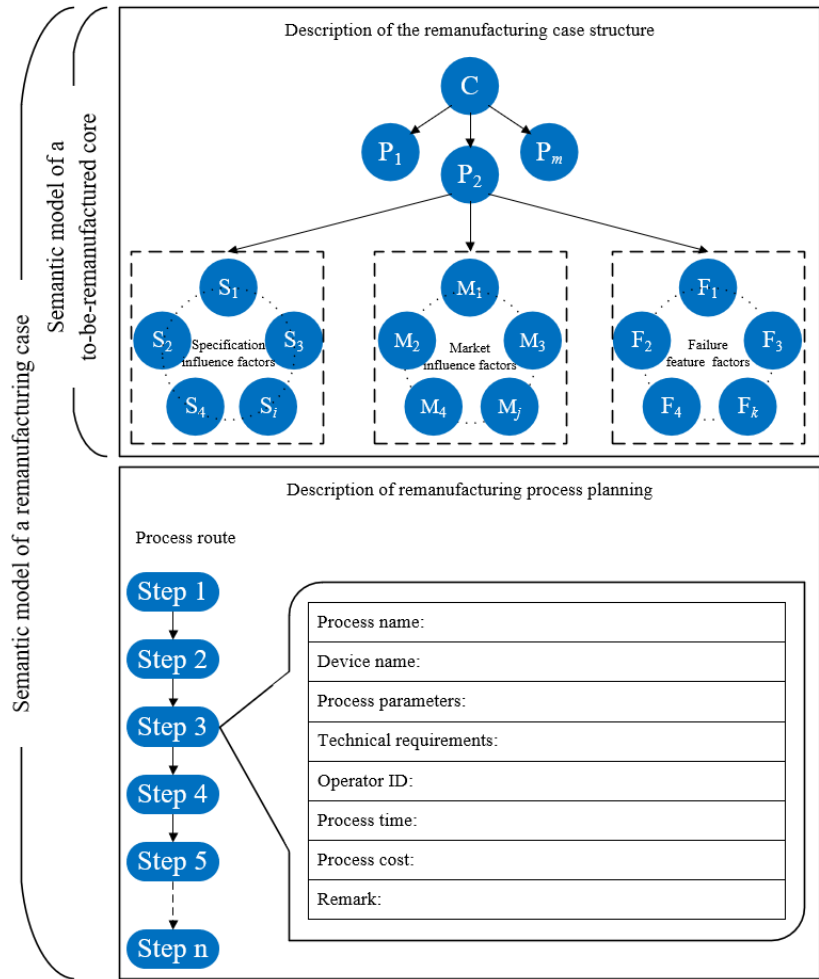 Semantic model of a remanufacturing case
Semantic model of a
to-be-remanufactured core
Description of the remanufacturing case structure
C
P1
P2
Pm
S1
S2
S3
S4
Si
Specification
influence factors
M1
M2
M3
M4
Mj
Market
influence factors
F1
F2
F3
F4
Fk
Failure
feature factors
Description of remanufacturing process planning
Process route
Step 1
Step 2
Step 3
Step 4
Step 5
Step n
Process name:
Device name:
Process parameters:
Technical requirements:
Operator ID:
Process time:
Process cost:
Remark: